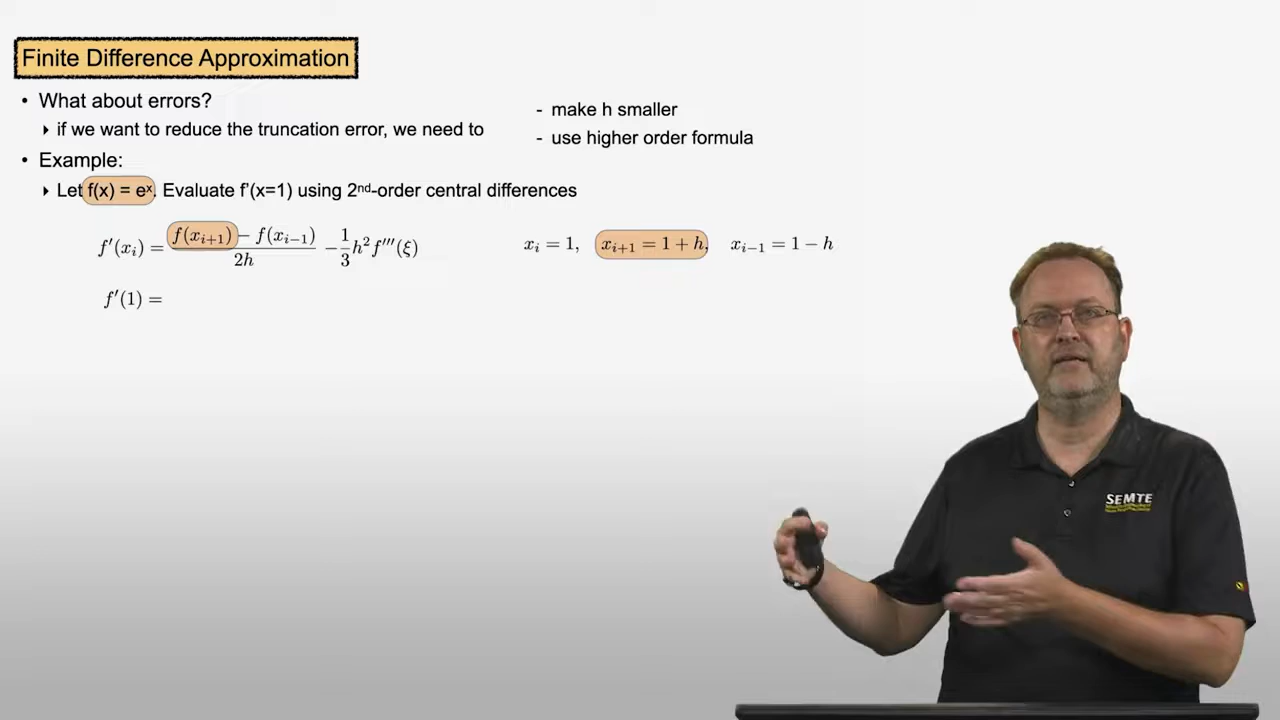 Finite Difference Approximation
• What about errors?
‣ if we want to reduce the truncation error, we need to
- make h smaller
- use higher order formula
• Example:
‣ Let f(x) = eˣ. Evaluate f’(x=1) using 2ⁿᵈ-order central differences
f′(xᵢ) = (f(xᵢ₊₁) − f(xᵢ₋₁))/2h − 1/3 h² f‴(ξ)
xᵢ = 1, xᵢ₊₁ = 1 + h, xᵢ₋₁ = 1 − h
f′(1) =
SEMTE